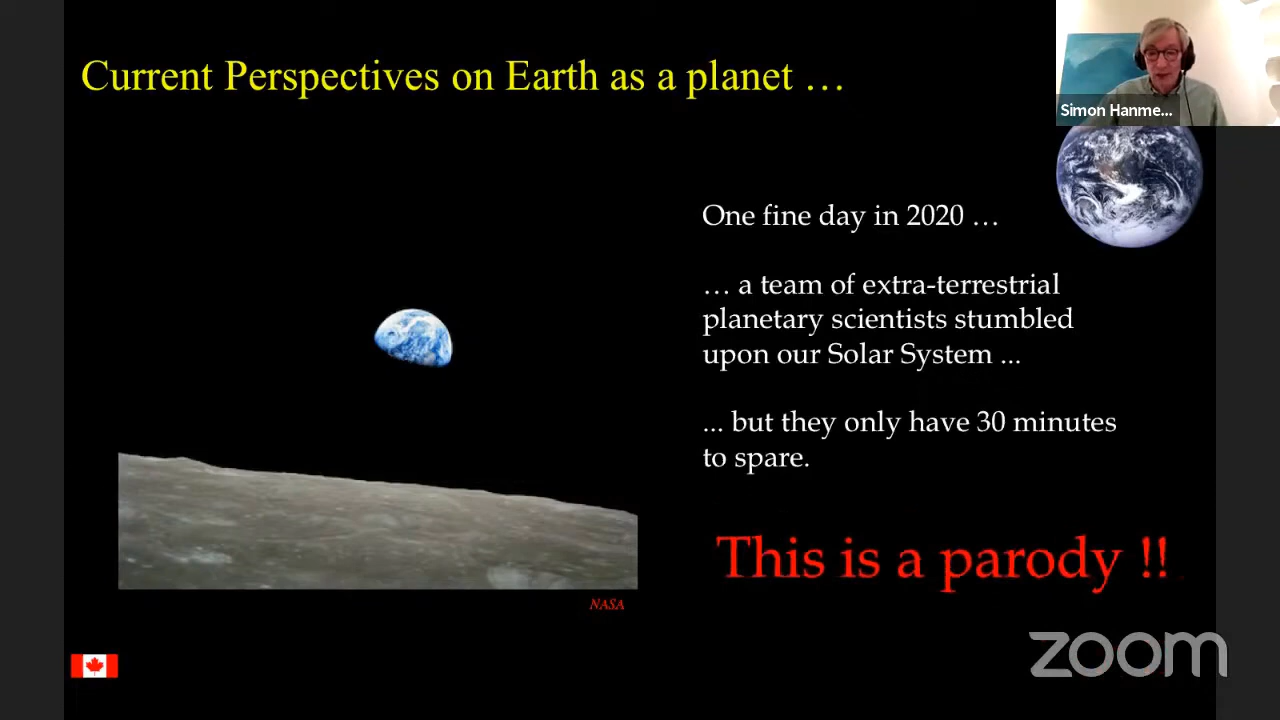 Current Perspectives on Earth as a planet …
Simon Hanme...
One fine day in 2020 …
… a team of extra-terrestrial
planetary scientists stumbled
upon our Solar System ...
... but they only have 30 minutes
to spare.
This is a parody !!
NASA
zoom